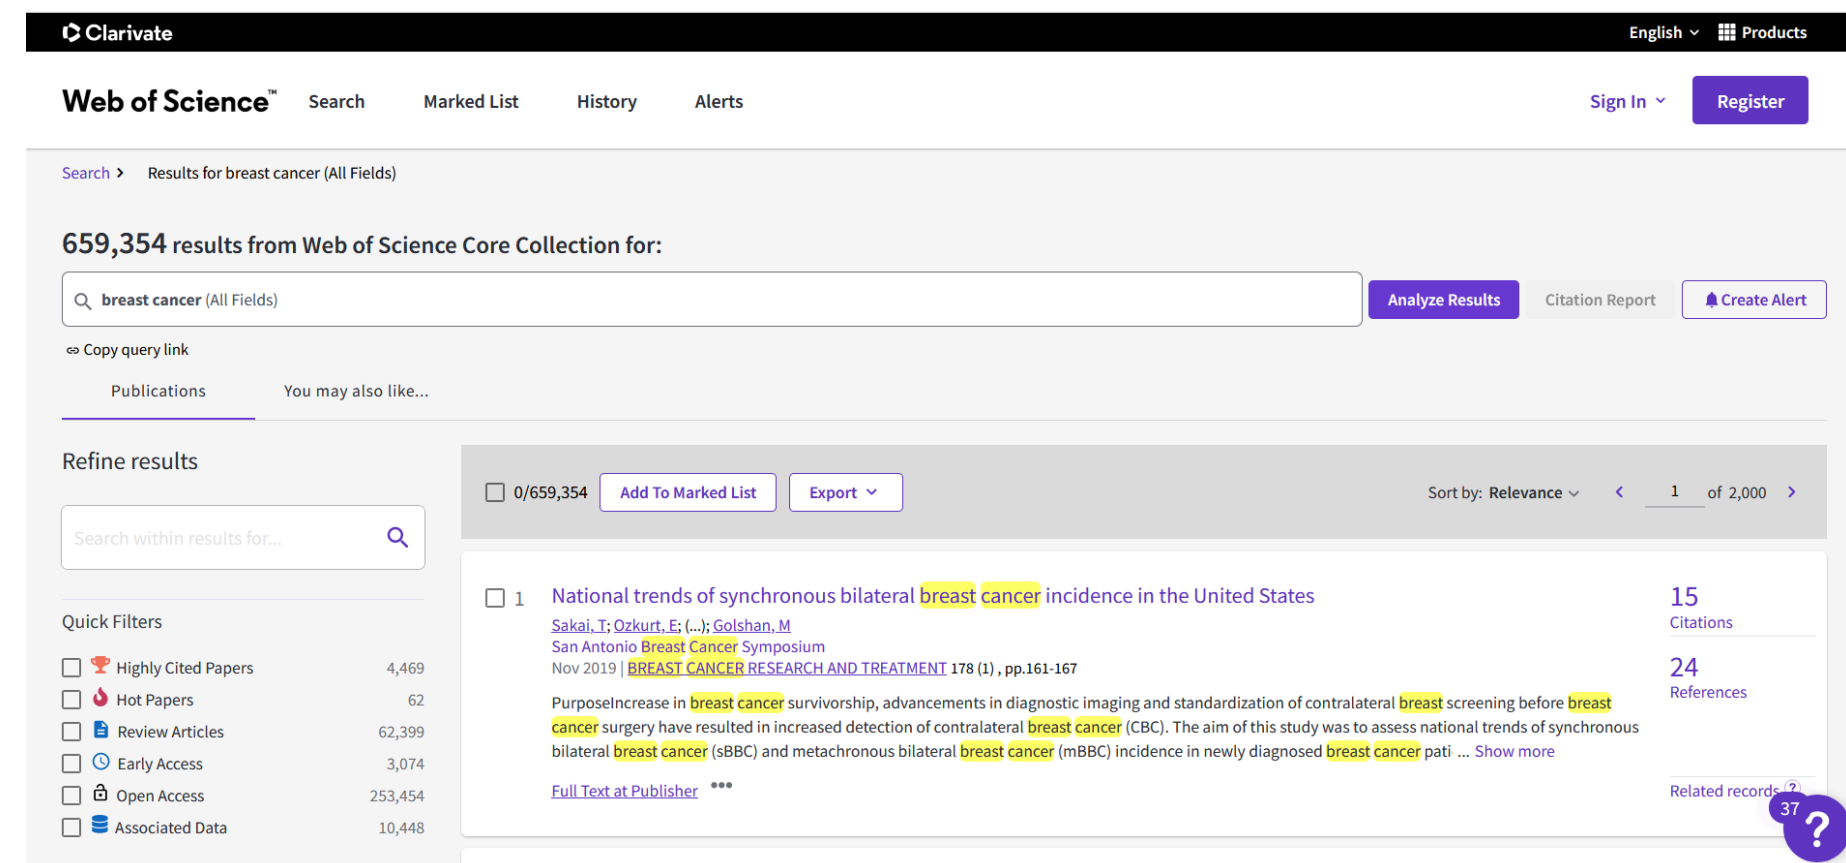 Clarivate
English
Products
Web of Science™
Search
Marked List
History
Alerts
Sign In
Register
Search
Results for breast cancer (All Fields)
659,354 results from Web of Science Core Collection for:
breast cancer (All Fields)
Analyze Results
Citation Report
Create Alert
Copy query link
Publications
You may also like...
Refine results
Search within results for...
Quick Filters
Highly Cited Papers 4,469
Hot Papers 62
Review Articles 62,399
Early Access 3,074
Open Access 253,454
Associated Data 10,448
0/659,354
Add To Marked List
Export
Sort by: Relevance
1 of 2,000
1
National trends of synchronous bilateral breast cancer incidence in the United States
Sakai, T; Ozkurt, E; (...); Golshan, M
San Antonio Breast Cancer Symposium
Nov 2019 | BREAST CANCER RESEARCH AND TREATMENT 178 (1) , pp.161-167
PurposeIncrease in breast cancer survivorship, advancements in diagnostic imaging and standardization of contralateral breast screening before breast
cancer surgery have resulted in increased detection of contralateral breast cancer (CBC). The aim of this study was to assess national trends of synchronous
bilateral breast cancer (sBBC) and metachronous bilateral breast cancer (mBBC) incidence in newly diagnosed breast cancer pati ... Show more
Full Text at Publisher
15
Citations
24
References
Related records ?
37
?